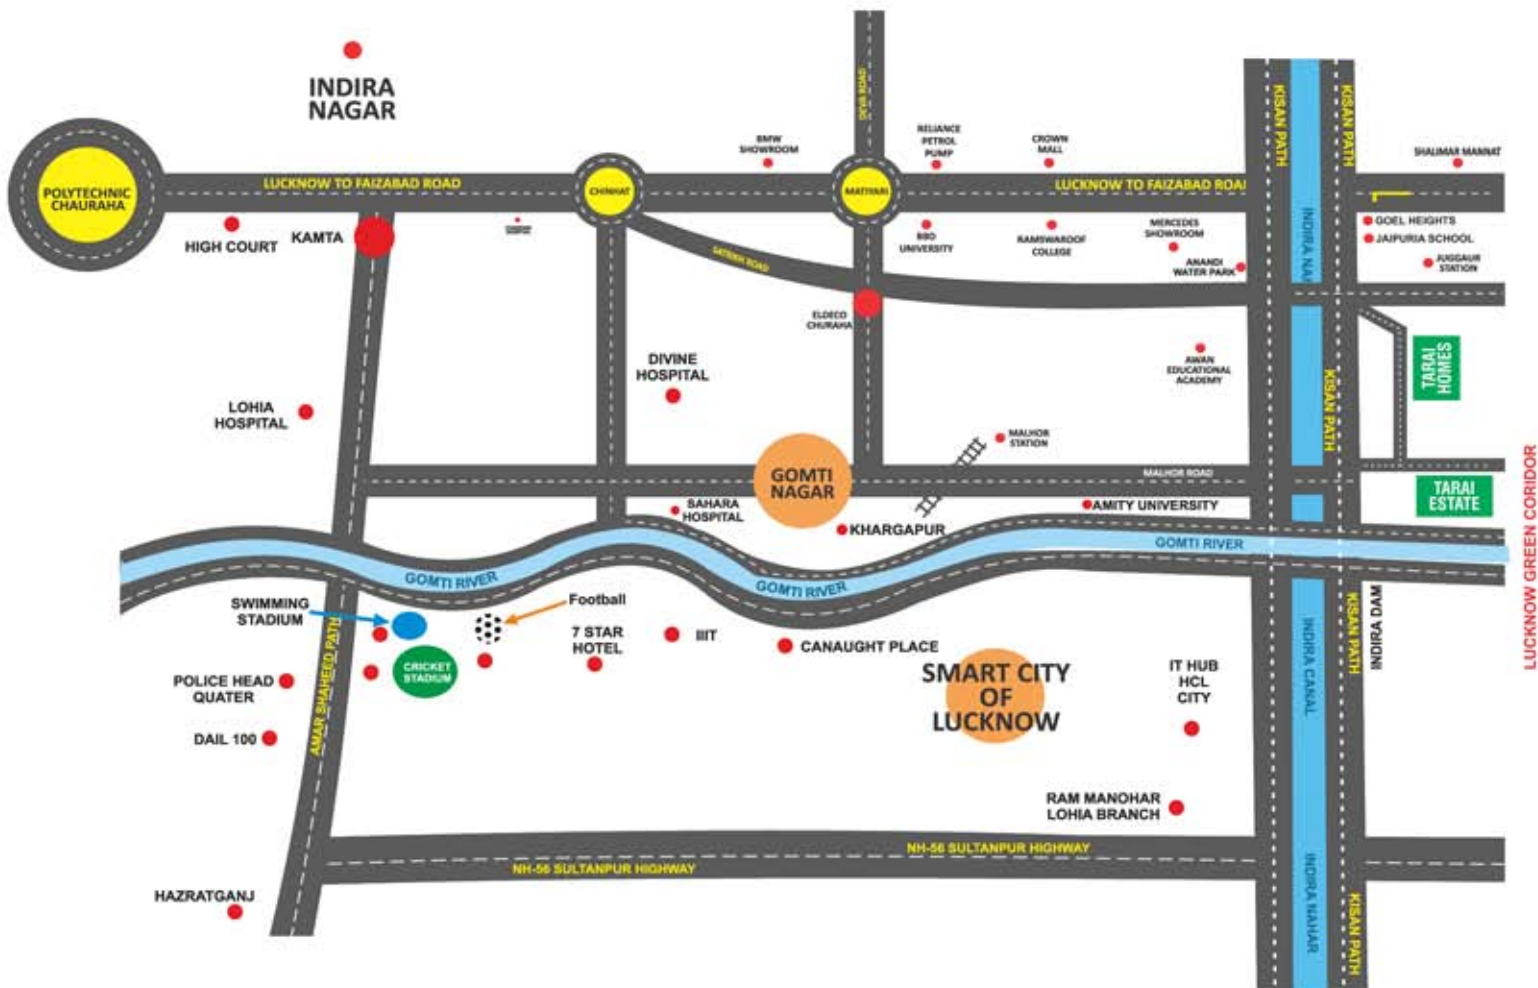 INDIRA
NAGAR
DEVA ROAD
KISAN PATH
KISAN PATH
BMW
SHOWROOM
RELIANCE
PETROL
PUMP
CROWN
MALL
SHALIMAR MANNAT
POLYTECHNIC
CHAURAHA
LUCKNOW TO FAIZABAD ROAD
CHINHAT
MATIYARI
LUCKNOW TO FAIZABAD ROAD
HIGH COURT
KAMTA
BBD
UNIVERSITY
RAMSWAROOF
COLLEGE
MERCEDES
SHOWROOM
GOEL HEIGHTS
JAIPURIA SCHOOL
JUGGAUR
STATION
SATRIKH ROAD
ANANDI
WATER PARK
INDIRA NA
ELDECO
CHURAHA
DIVINE
HOSPITAL
AWAN
EDUCATIONAL
ACADEMY
TARAI
HOMES
KISAN PATH
LOHIA
HOSPITAL
MALHOR
STATION
GOMTI
NAGAR
MALHOR ROAD
TARAI
ESTATE
SAHARA
HOSPITAL
KHARGAPUR
AMITY UNIVERSITY
GOMTI RIVER
GOMTI RIVER
GOMTI RIVER
LUCKNOW GREEN CORIDOR
SWIMMING
STADIUM
Football
7 STAR
HOTEL
IIIT
CANAUGHT PLACE
KISAN PATH
INDIRA DAM
INDIRA CANAL
AMAR SHAHEED PATH
CRICKET
STADIUM
POLICE HEAD
QUATER
DAIL 100
SMART CITY
OF
LUCKNOW
IT HUB
HCL
CITY
RAM MANOHAR
LOHIA BRANCH
NH-56 SULTANPUR HIGHWAY
NH-56 SULTANPUR HIGHWAY
HAZRATGANJ
INDIRA NAHAR
KISAN PATH